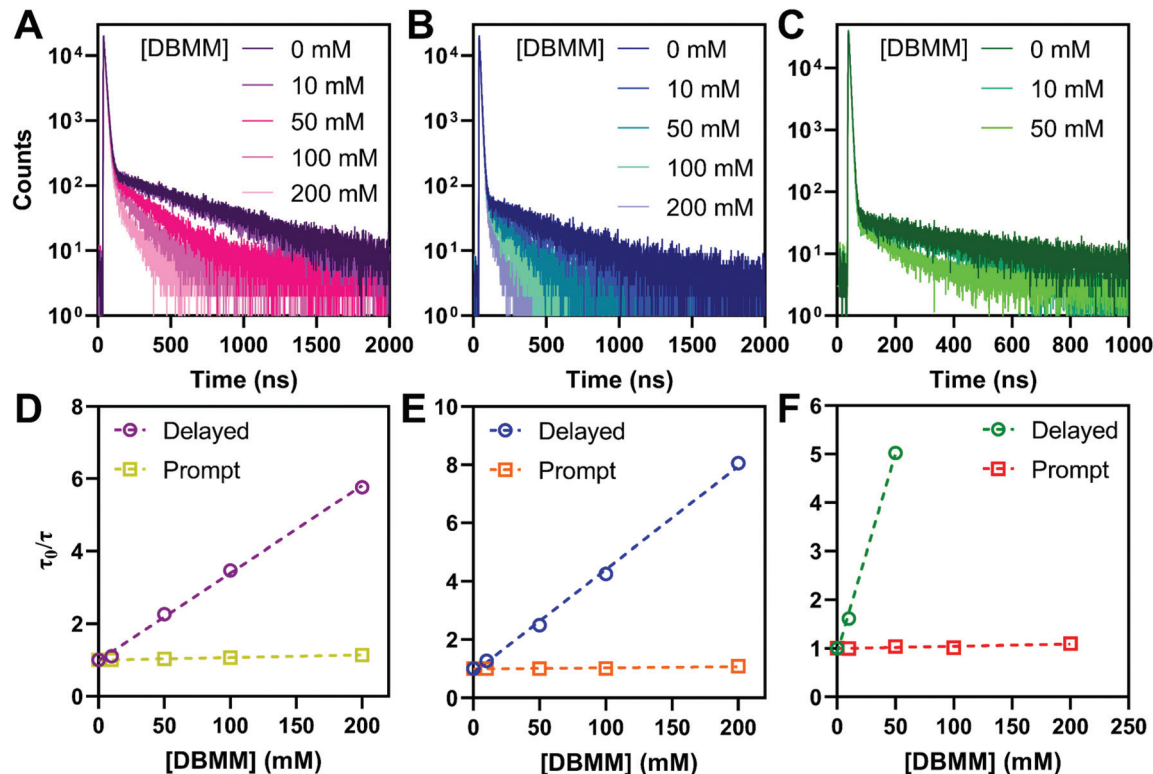 A
[DBMM]
0 mM
10 mM
50 mM
100 mM
200 mM
Counts
10⁴
10³
10²
10¹
10⁰
0 500 1000 1500 2000
Time (ns)
B
[DBMM]
0 mM
10 mM
50 mM
100 mM
200 mM
10⁴
10³
10²
10¹
10⁰
0 500 1000 1500 2000
Time (ns)
C
[DBMM]
0 mM
10 mM
50 mM
10⁴
10³
10²
10¹
10⁰
0 200 400 600 800 1000
Time (ns)
D
Delayed
Prompt
τ₀/τ
8
6
4
2
0
0 50 100 150 200
[DBMM] (mM)
E
Delayed
Prompt
10
8
6
4
2
0
0 50 100 150 200
[DBMM] (mM)
F
Delayed
Prompt
6
5
4
3
2
1
0
0 50 100 150 200 250
[DBMM] (mM)